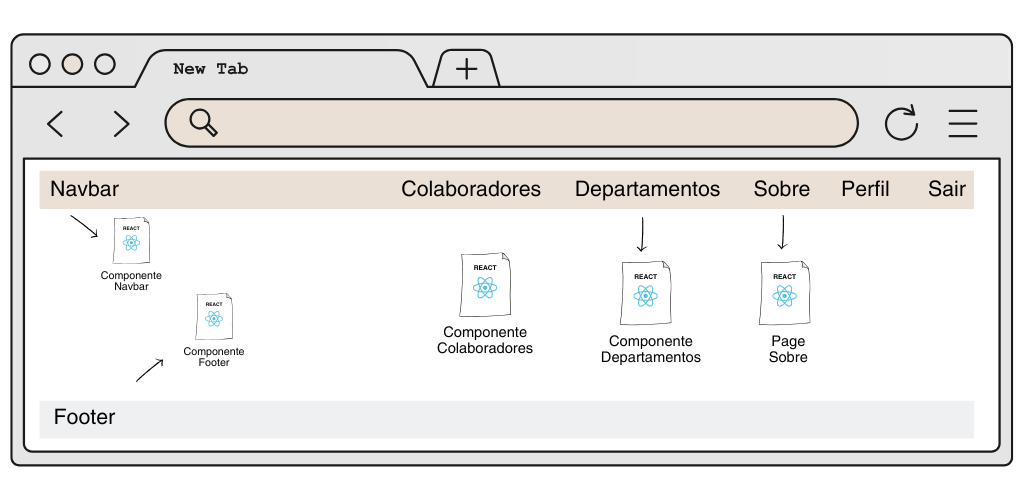 New Tab
Navbar
Colaboradores
Departamentos
Sobre
Perfil
Sair
REACT
Componente
Navbar
REACT
Componente
Colaboradores
REACT
Componente
Departamentos
REACT
Page
Sobre
REACT
Componente
Footer
Footer